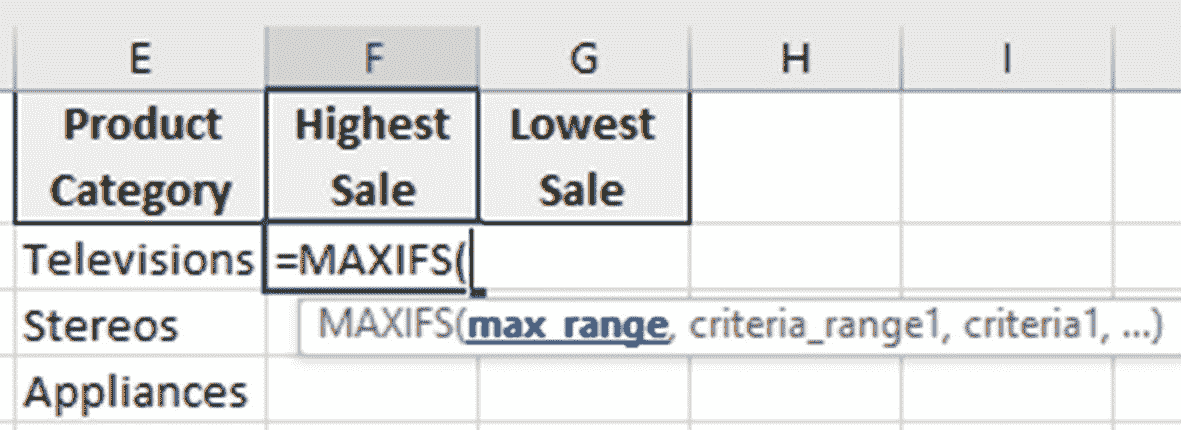 E F G H I
Product Highest Lowest
Category Sale Sale
Televisions =MAXIFS(
Stereos MAXIFS(max_range, criteria_range1, criteria1, ...)
Appliances